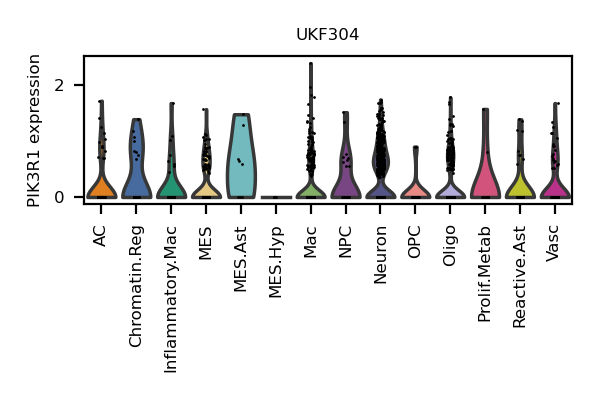 UKF304
PIK3R1 expression
2
0
AC
Chromatin.Reg
Inflammatory.Mac
MES
MES.Ast
MES.Hyp
Mac
NPC
Neuron
OPC
Oligo
Prolif.Metab
Reactive.Ast
Vasc